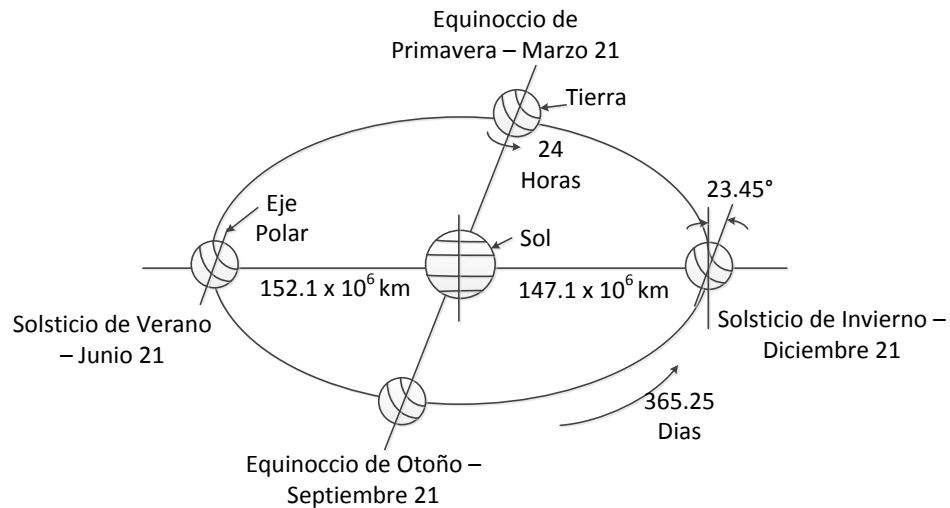 Equinoccio de
Primavera – Marzo 21
Tierra
24
Horas
23.45°
Eje
Polar
Sol
152.1 x 10⁶ km
147.1 x 10⁶ km
Solsticio de Verano
– Junio 21
Solsticio de Invierno –
Diciembre 21
365.25
Dias
Equinoccio de Otoño –
Septiembre 21